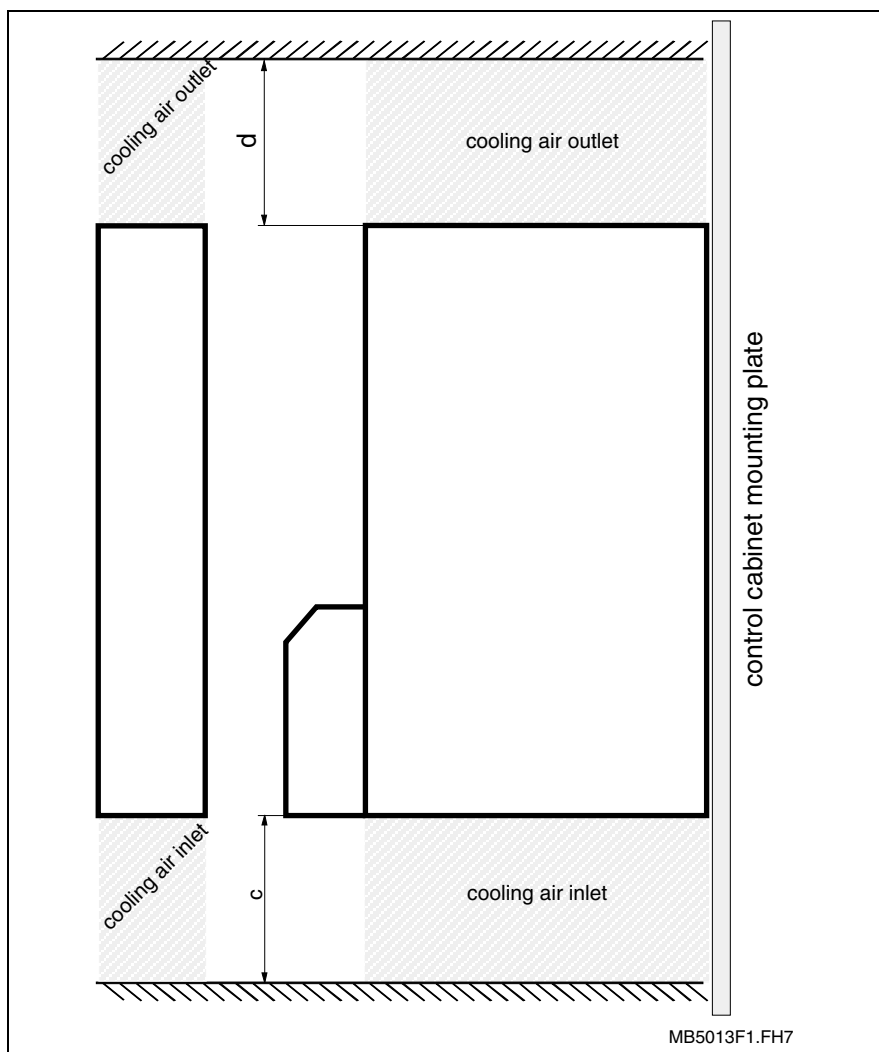 cooling air outlet
d
cooling air outlet
control cabinet mounting plate
cooling air inlet
c
cooling air inlet
MB5013F1.FH7